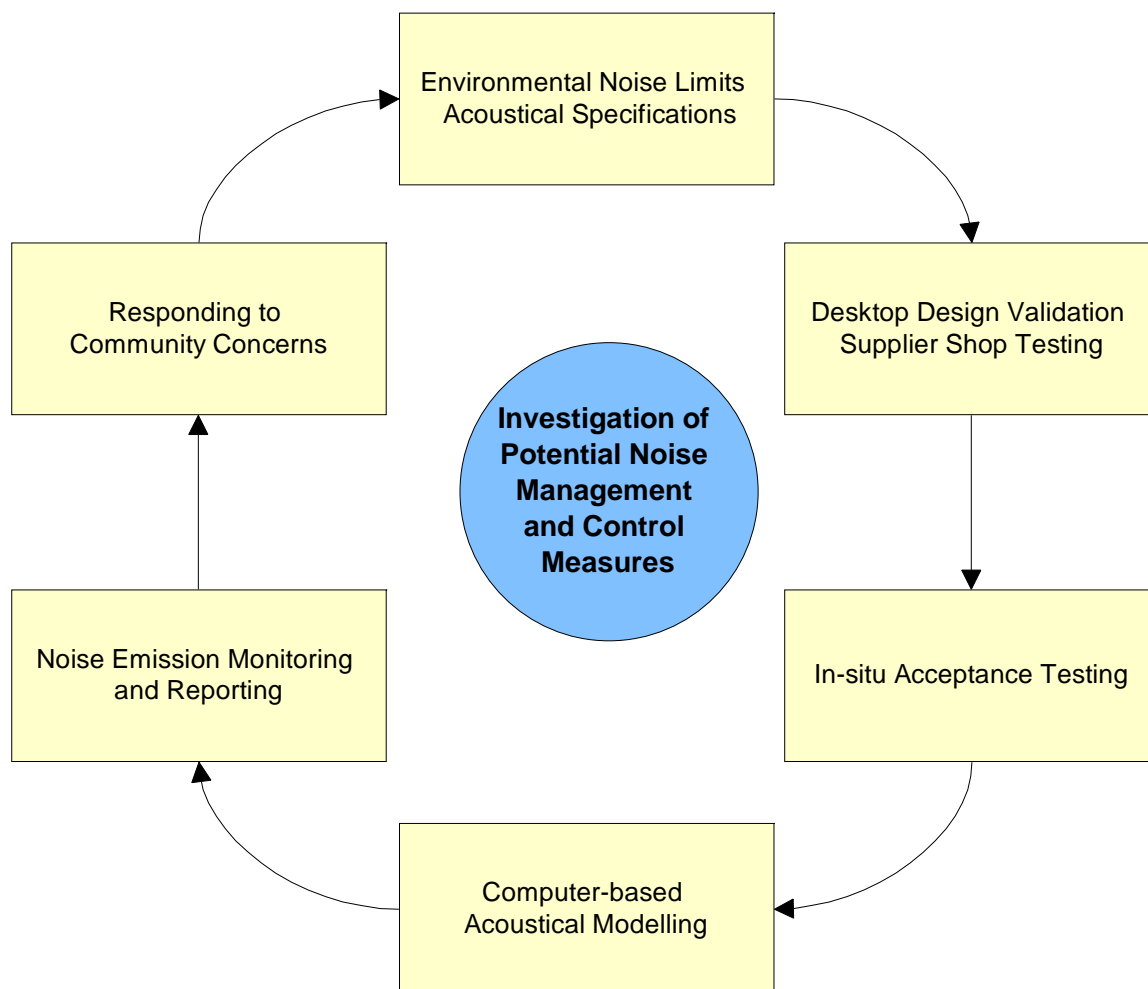 Environmental Noise Limits
Acoustical Specifications
Desktop Design Validation
Supplier Shop Testing
In-situ Acceptance Testing
Computer-based
Acoustical Modelling
Noise Emission Monitoring
and Reporting
Responding to
Community Concerns
Investigation of
Potential Noise
Management
and Control
Measures